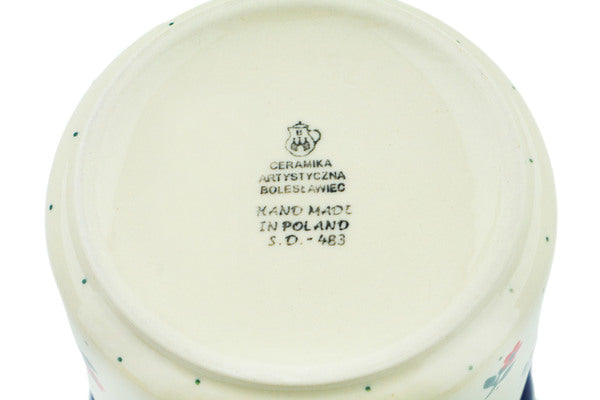 B
CERAMIKA
ARTYSTYCZNA
BOLESŁAWIEC
HAND MADE
IN POLAND
S.D.-483